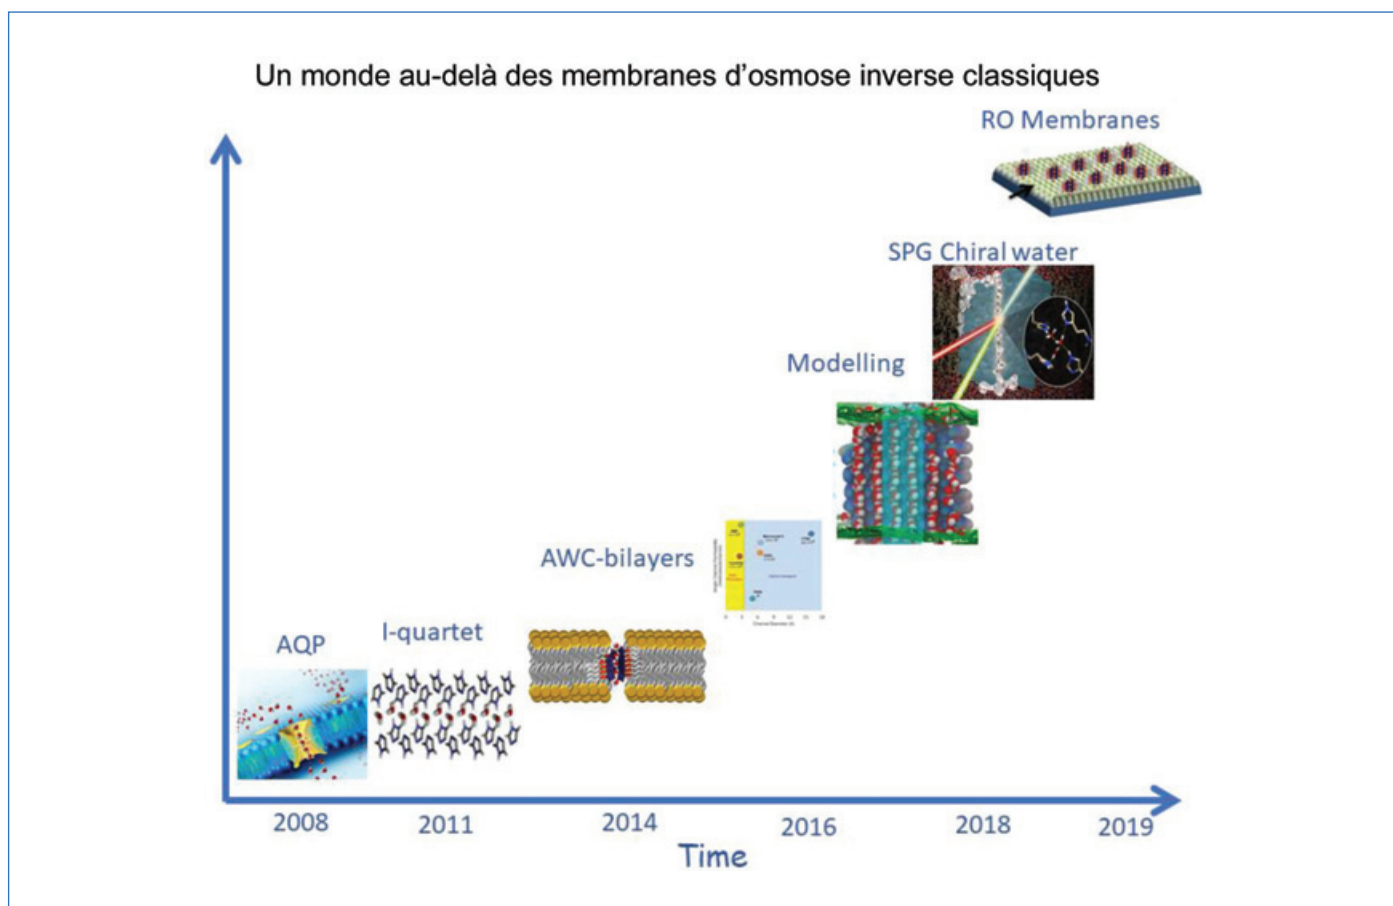 Un monde au-delà des membranes d’osmose inverse classiques
RO Membranes
SPG Chiral water
Modelling
AWC-bilayers
I-quartet
AQP
2008
2011
2014
2016
2018
2019
Time